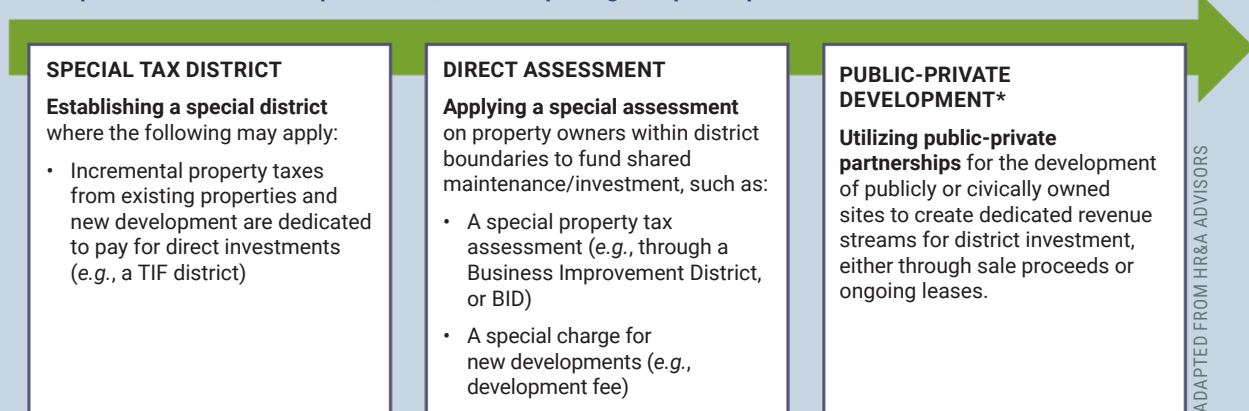 SPECIAL TAX DISTRICT
Establishing a special district
where the following may apply:
• Incremental property taxes
from existing properties and
new development are dedicated
to pay for direct investments
(e.g., a TIF district)
DIRECT ASSESSMENT
Applying a special assessment
on property owners within district
boundaries to fund shared
maintenance/investment, such as:
• A special property tax
assessment (e.g., through a
Business Improvement District,
or BID)
• A special charge for
new developments (e.g.,
development fee)
PUBLIC-PRIVATE
DEVELOPMENT*
Utilizing public-private
partnerships for the development
of publicly or civically owned
sites to create dedicated revenue
streams for district investment,
either through sale proceeds or
ongoing leases.
ADAPTED FROM HR&A ADVISORS